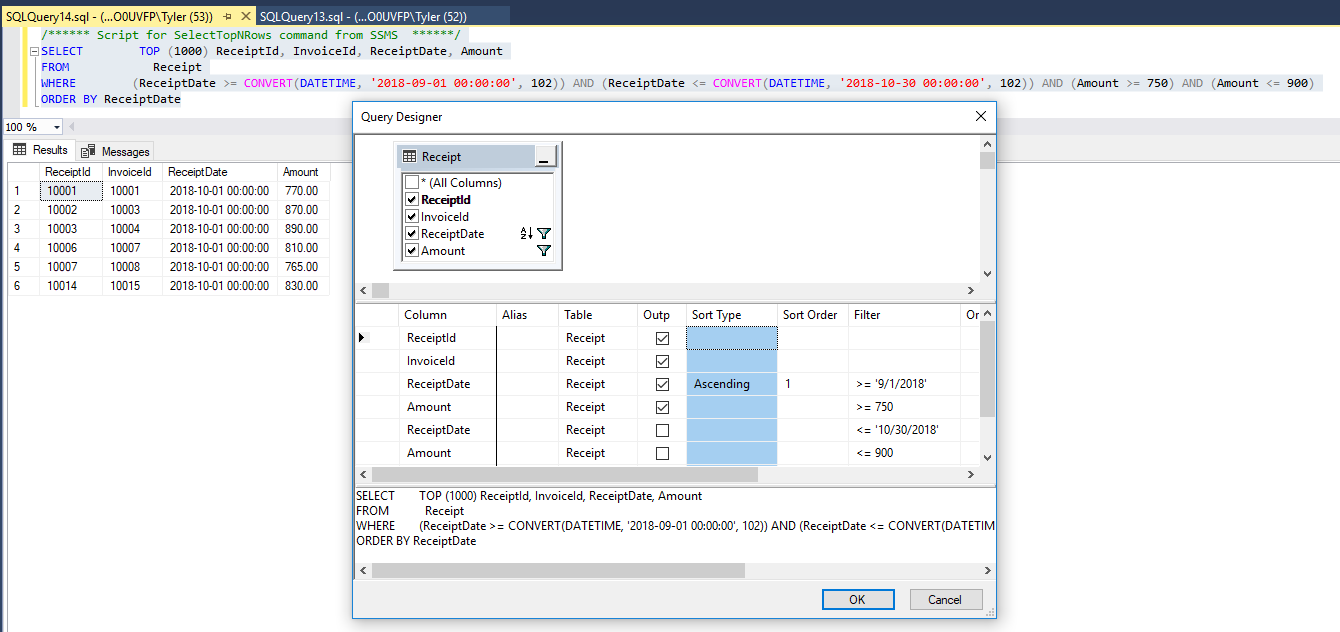 SQLQuery14.sql - (...O0UVFP\Tyler (53)) SQLQuery13.sql - (...O0UVFP\Tyler (52))
/****** Script for SelectTopNRows command from SSMS ******/
SELECT TOP (1000) ReceiptId, InvoiceId, ReceiptDate, Amount
FROM Receipt
WHERE (ReceiptDate >= CONVERT(DATETIME, '2018-09-01 00:00:00', 102)) AND (ReceiptDate <= CONVERT(DATETIME, '2018-10-30 00:00:00', 102)) AND (Amount >= 750) AND (Amount <= 900)
ORDER BY ReceiptDate
100 %
Results Messages
ReceiptId InvoiceId ReceiptDate Amount
1 10001 10001 2018-10-01 00:00:00 770.00
2 10002 10003 2018-10-01 00:00:00 870.00
3 10003 10004 2018-10-01 00:00:00 890.00
4 10006 10007 2018-10-01 00:00:00 810.00
5 10007 10008 2018-10-01 00:00:00 765.00
6 10014 10015 2018-10-01 00:00:00 830.00
Query Designer
Receipt
* (All Columns)
ReceiptId
InvoiceId
ReceiptDate
Amount
Column Alias Table Outp Sort Type Sort Order Filter Or
ReceiptId Receipt
InvoiceId Receipt
ReceiptDate Receipt Ascending 1 >= '9/1/2018'
Amount Receipt >= 750
ReceiptDate Receipt <= '10/30/2018'
Amount Receipt <= 900
SELECT TOP (1000) ReceiptId, InvoiceId, ReceiptDate, Amount
FROM Receipt
WHERE (ReceiptDate >= CONVERT(DATETIME, '2018-09-01 00:00:00', 102)) AND (ReceiptDate <= CONVERT(DATETIM
ORDER BY ReceiptDate
OK Cancel